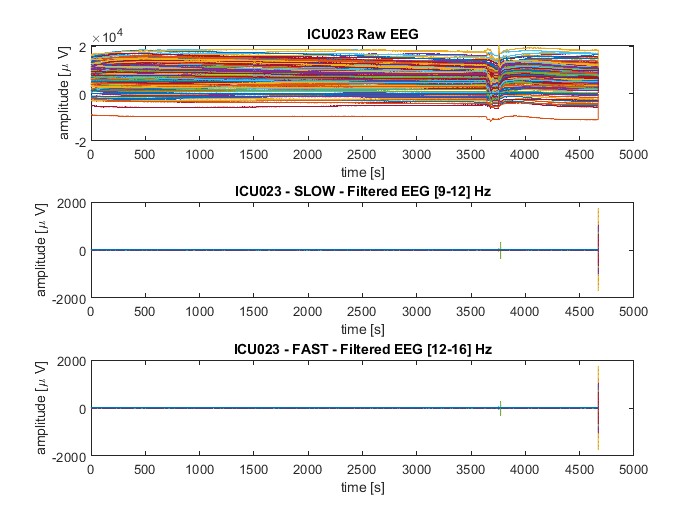 ICU023 Raw EEG
×10⁴
2
0
-2
amplitude [μ V]
0 500 1000 1500 2000 2500 3000 3500 4000 4500 5000
time [s]
ICU023 - SLOW - Filtered EEG [9-12] Hz
2000
0
-2000
amplitude [μ V]
0 500 1000 1500 2000 2500 3000 3500 4000 4500 5000
time [s]
ICU023 - FAST - Filtered EEG [12-16] Hz
2000
0
-2000
amplitude [μ V]
0 500 1000 1500 2000 2500 3000 3500 4000 4500 5000
time [s]